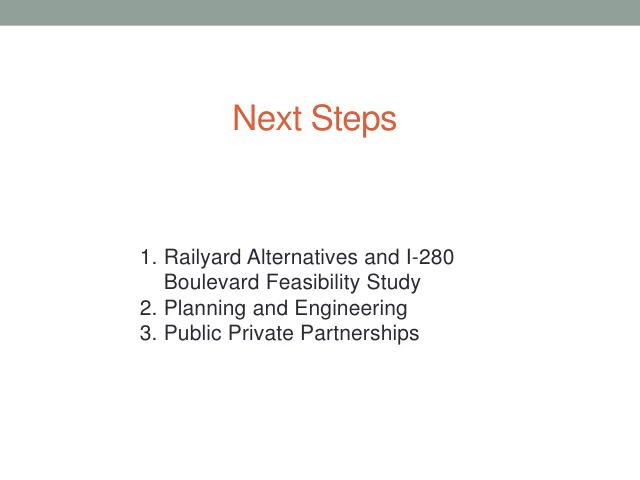 Next Steps
1. Railyard Alternatives and I-280
Boulevard Feasibility Study
2. Planning and Engineering
3. Public Private Partnerships